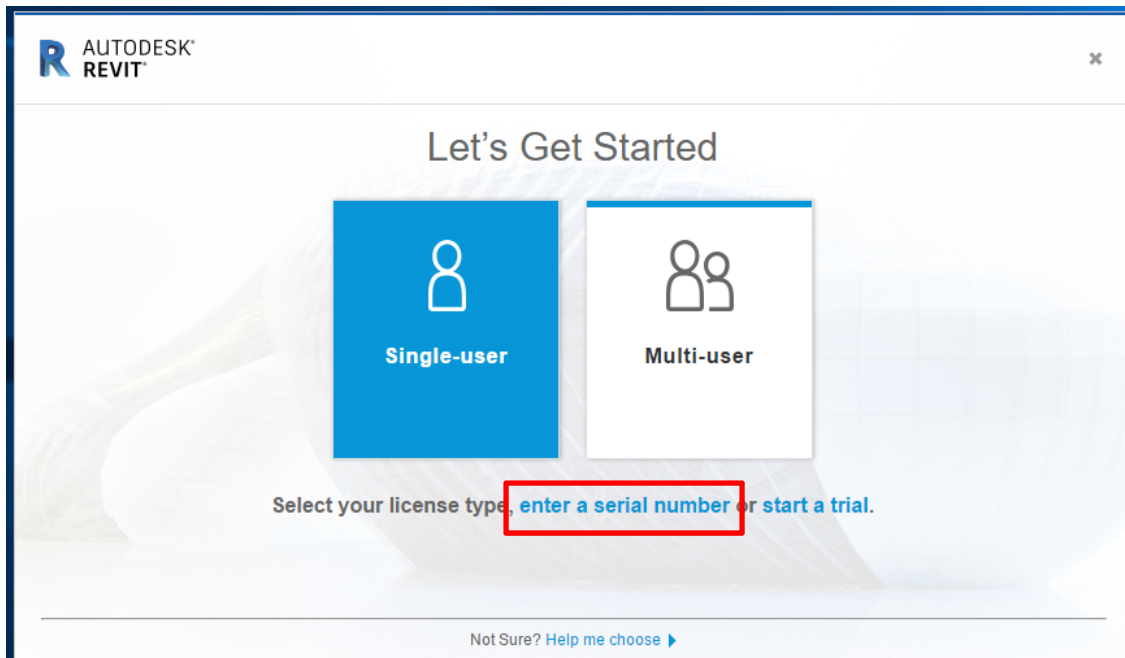 AUTODESK®
REVIT®
Let's Get Started
Single-user
Multi-user
Select your license type, enter a serial number or start a trial.
Not Sure? Help me choose